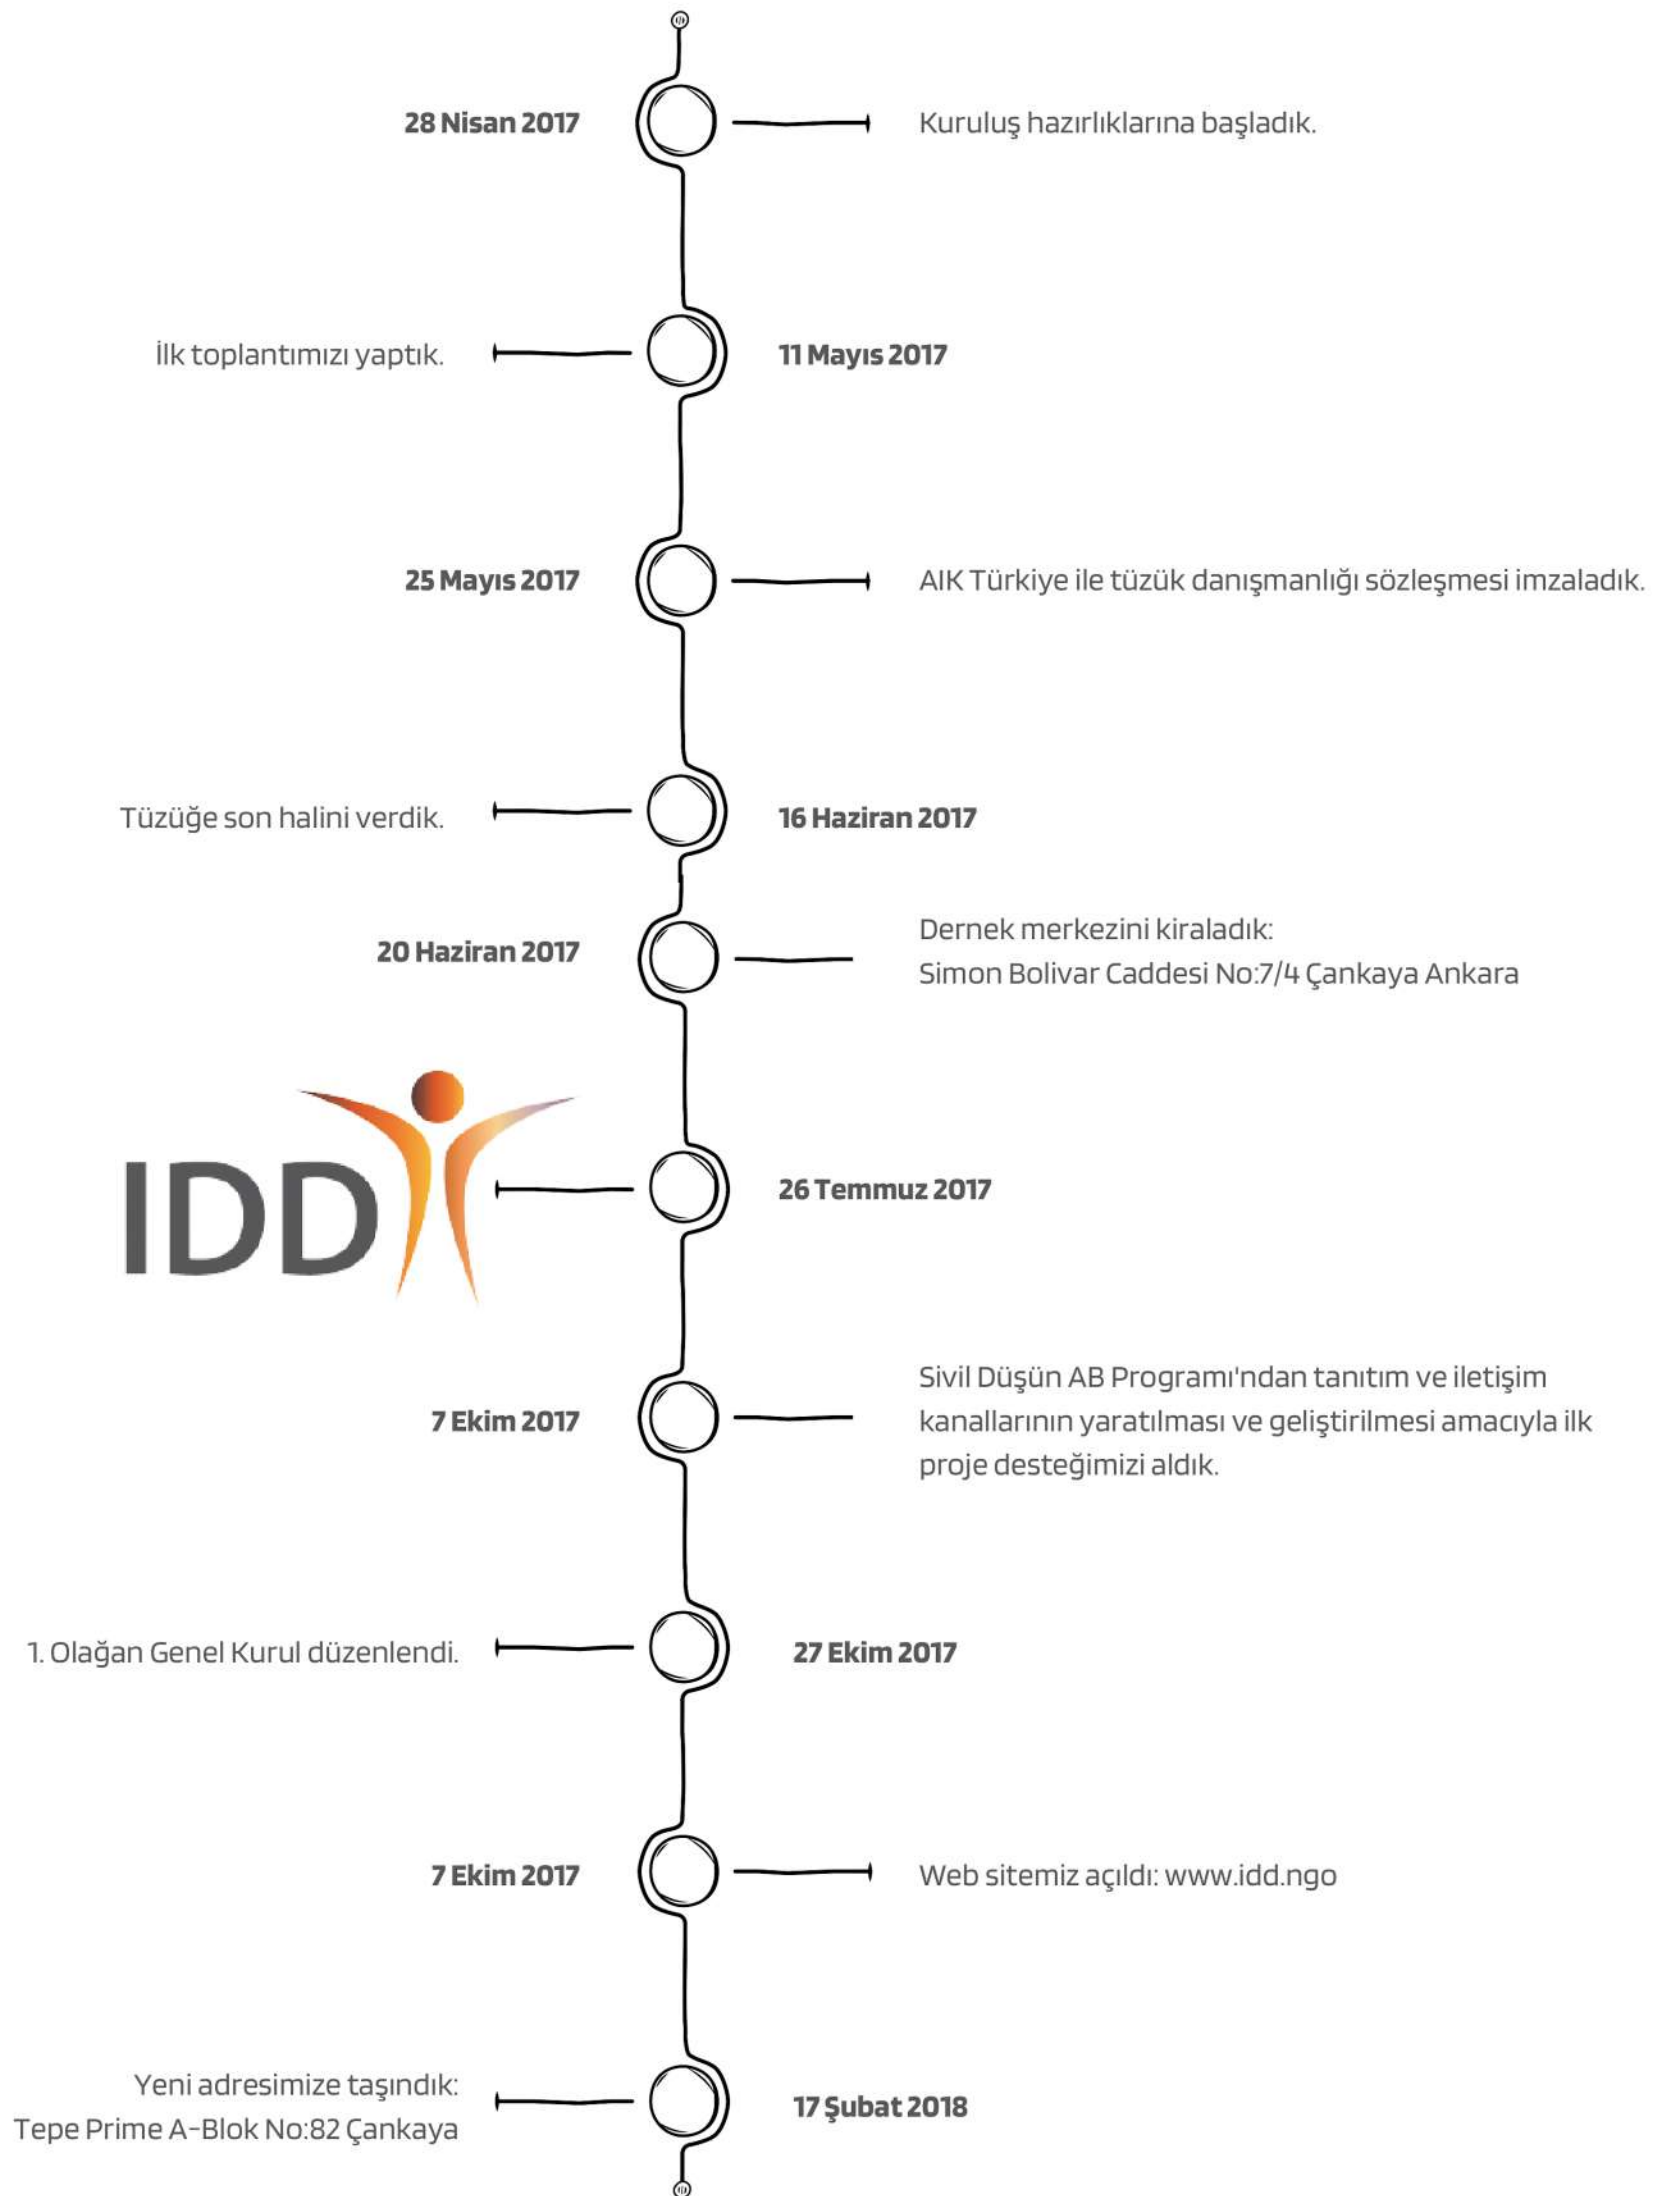 28 Nisan 2017
Kuruluş hazırlıklarına başladık.
İlk toplantımızı yaptık.
11 Mayıs 2017
25 Mayıs 2017
AIK Türkiye ile tüzük danışmanlığı sözleşmesi imzaladık.
Tüzüğe son halini verdik.
16 Haziran 2017
20 Haziran 2017
Dernek merkezini kiraladık:
Simon Bolivar Caddesi No:7/4 Çankaya Ankara
IDD
26 Temmuz 2017
7 Ekim 2017
Sivil Düşün AB Programı'ndan tanıtım ve iletişim
kanallarının yaratılması ve geliştirilmesi amacıyla ilk
proje desteğimizi aldık.
1. Olağan Genel Kurul düzenlendi.
27 Ekim 2017
7 Ekim 2017
Web sitemiz açıldı: www.idd.ngo
Yeni adresimize taşındık:
Tepe Prime A-Blok No:82 Çankaya
17 Şubat 2018